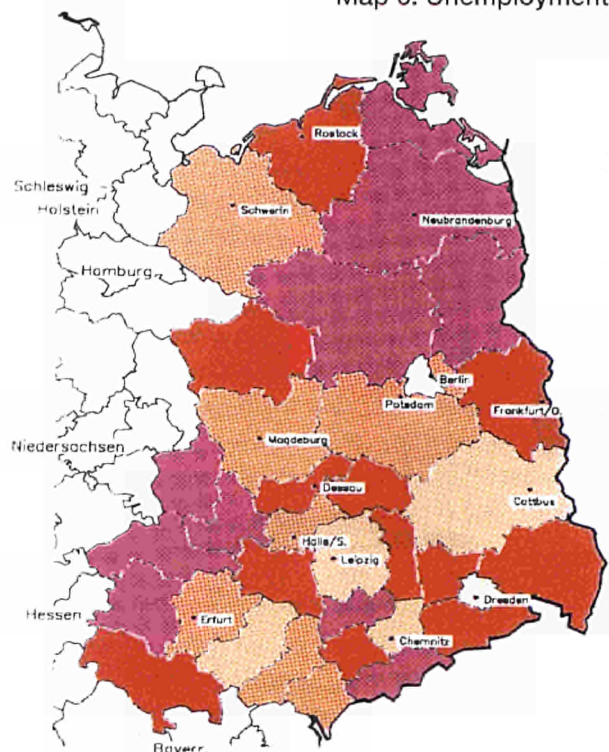 Map 6: Unemployment
Rostock
Schleswig -
Holstein
Schwerin
Neubrandenburg
Hamburg
Berlin
Potsdam
Frankfurt/O.
Magdeburg
Niedersachsen
Dessau
Cottbus
Halle/S.
Leipzig
Dresden
Hessen
Erfurt
Chemnitz
Bayern